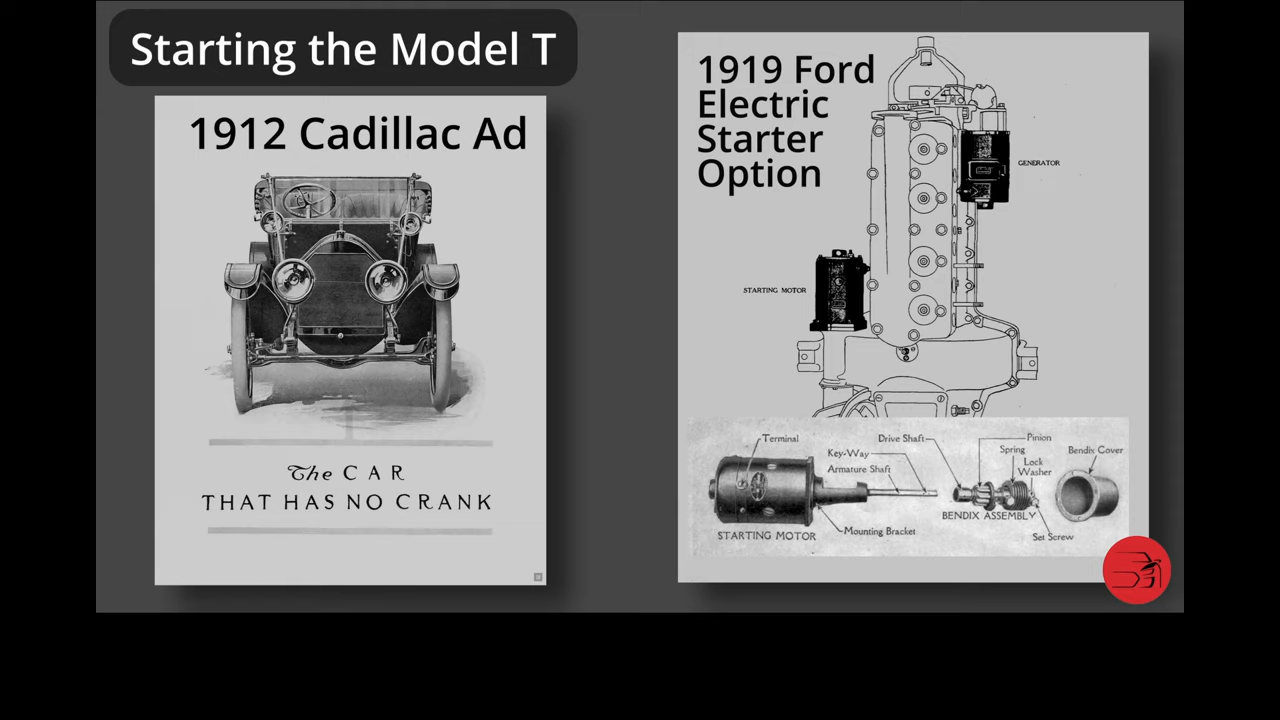 Starting the Model T
1912 Cadillac Ad
The CAR
THAT HAS NO CRANK
1919 Ford
Electric
Starter
Option
GENERATOR
STARTING MOTOR
Terminal
Drive Shaft
Pinion
Key-Way
Spring
Bendix Cover
Armature Shaft
Lock
Washer
BENDIX ASSEMBLY
Mounting Bracket
STARTING MOTOR
Set Screw